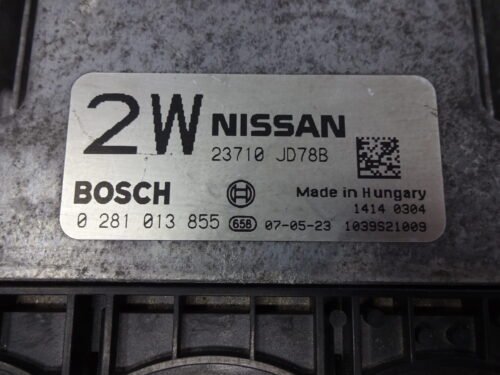 2W NISSAN
23710 JD78B
BOSCH Made in Hungary
1414 0304
0 281 013 855 658 07-05-23 1039S21009